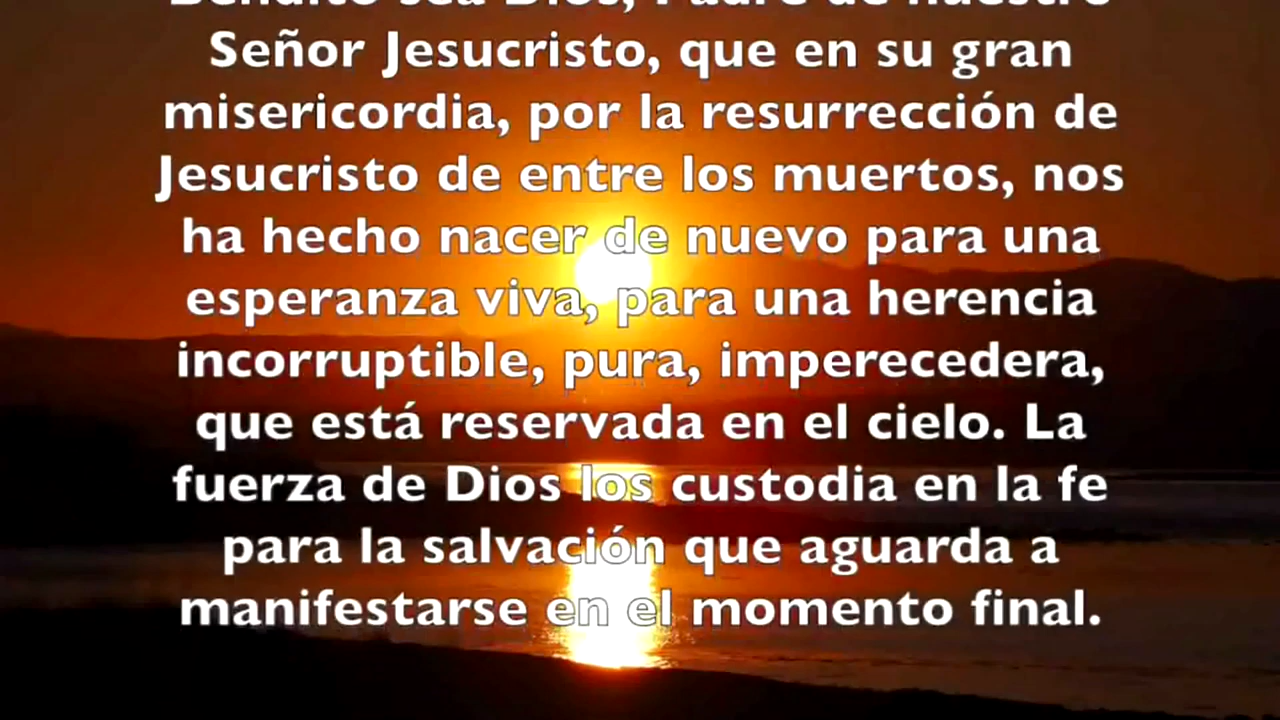 Bendito sea Dios, Padre de nuestro
Señor Jesucristo, que en su gran
misericordia, por la resurrección de
Jesucristo de entre los muertos, nos
ha hecho nacer de nuevo para una
esperanza viva, para una herencia
incorruptible, pura, imperecedera,
que está reservada en el cielo. La
fuerza de Dios los custodia en la fe
para la salvación que aguarda a
manifestarse en el momento final.